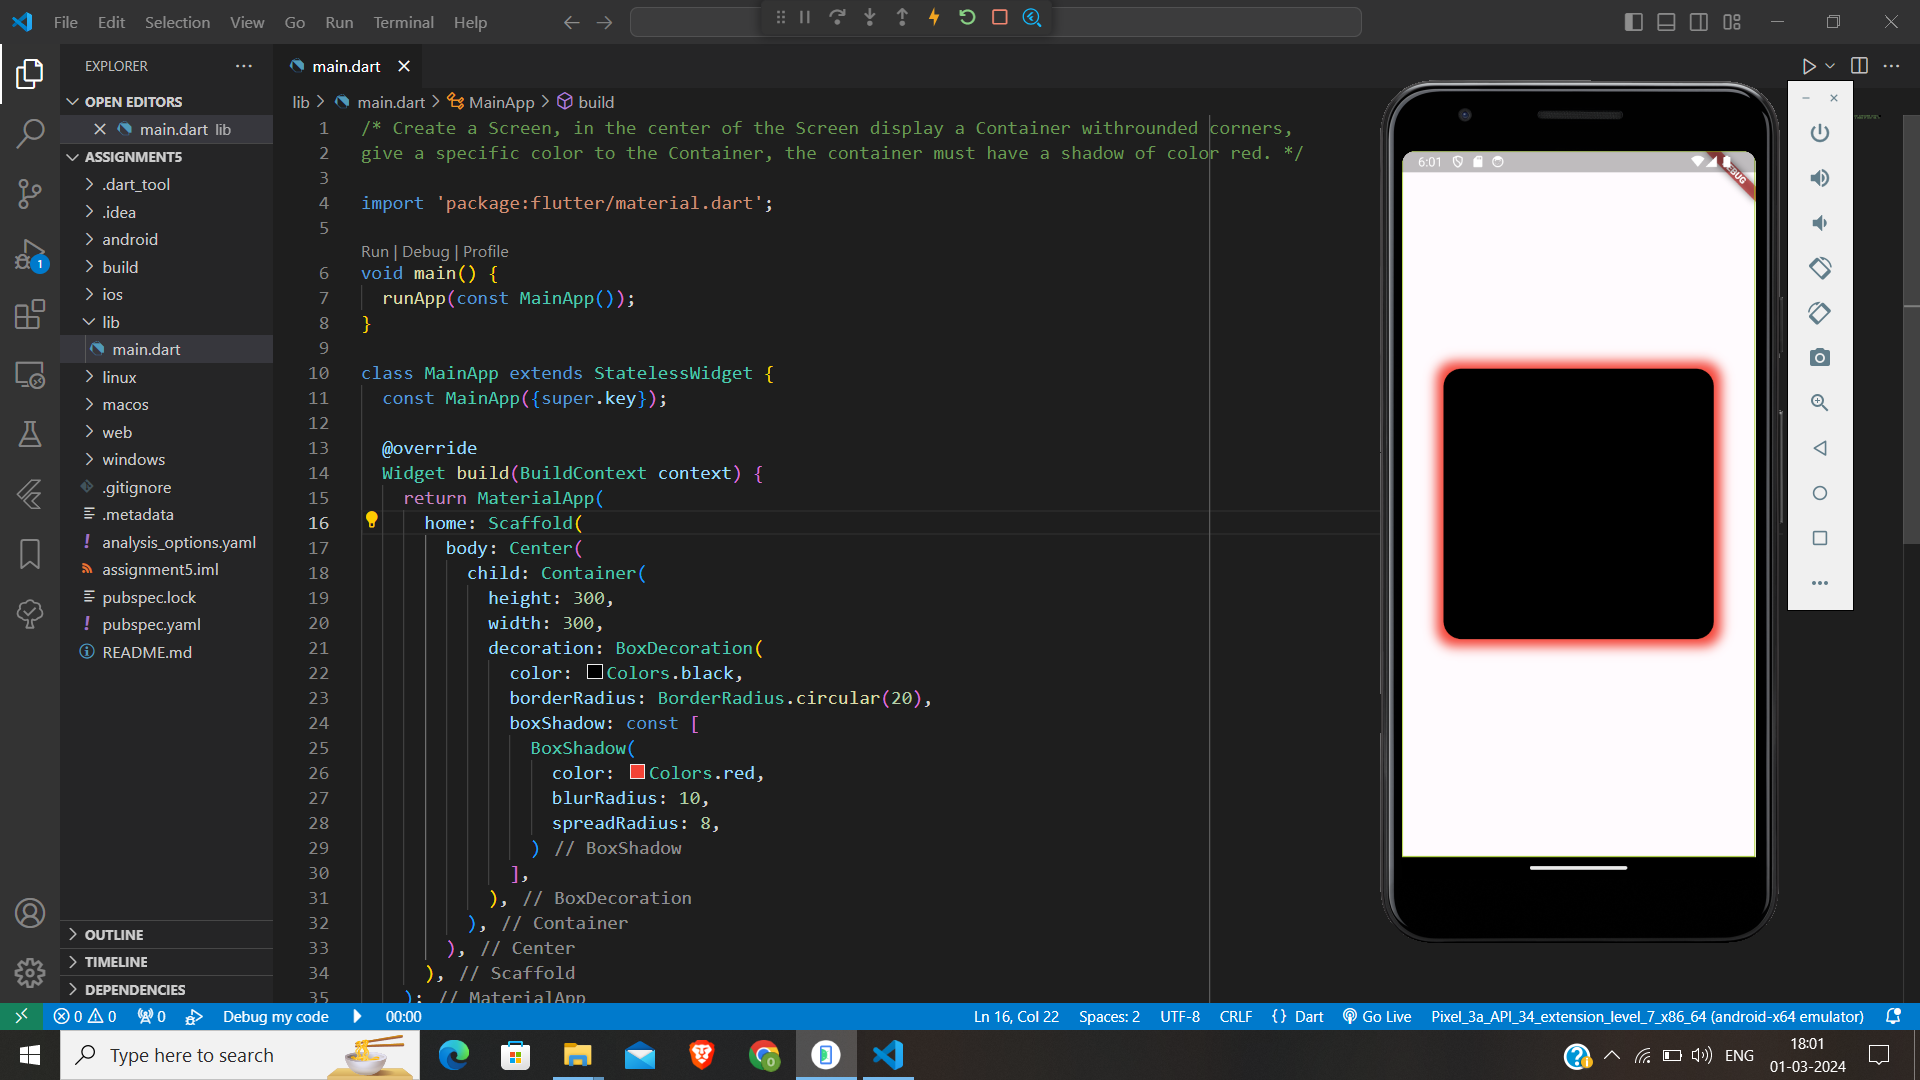 File Edit Selection View Go Run Terminal Help
EXPLORER
OPEN EDITORS
main.dart lib
ASSIGNMENT5
.dart_tool
.idea
android
build
ios
lib
main.dart
linux
macos
web
windows
.gitignore
.metadata
analysis_options.yaml
assignment5.iml
pubspec.lock
pubspec.yaml
README.md
OUTLINE
TIMELINE
DEPENDENCIES
1
main.dart
lib > main.dart > MainApp > build
1 /* Create a Screen, in the center of the Screen display a Container withrounded corners,
2 give a specific color to the Container, the container must have a shadow of color red. */
3
4 import 'package:flutter/material.dart';
5
Run | Debug | Profile
6 void main() {
7 runApp(const MainApp());
8 }
9
10 class MainApp extends StatelessWidget {
11 const MainApp({super.key});
12
13 @override
14 Widget build(BuildContext context) {
15 return MaterialApp(
16 home: Scaffold(
17 body: Center(
18 child: Container(
19 height: 300,
20 width: 300,
21 decoration: BoxDecoration(
22 color: Colors.black,
23 borderRadius: BorderRadius.circular(20),
24 boxShadow: const [
25 BoxShadow(
26 color: Colors.red,
27 blurRadius: 10,
28 spreadRadius: 8,
29 ) // BoxShadow
30 ],
31 ), // BoxDecoration
32 ), // Container
33 ), // Center
34 ), // Scaffold
35 ); // MaterialApp
6:01
0 0 0 Debug my code 00:00 Ln 16, Col 22 Spaces: 2 UTF-8 CRLF {} Dart Go Live Pixel_3a_API_34_extension_level_7_x86_64 (android-x64 emulator)
Type here to search
ENG
18:01
01-03-2024